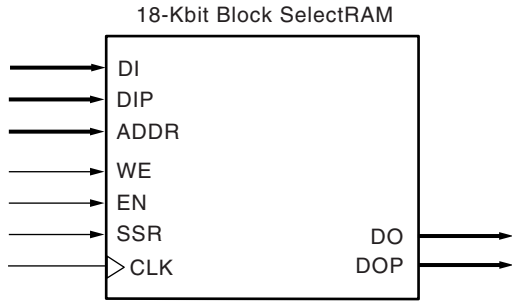 18-Kbit Block SelectRAM
DI
DIP
ADDR
WE
EN
SSR
CLK
DO
DOP